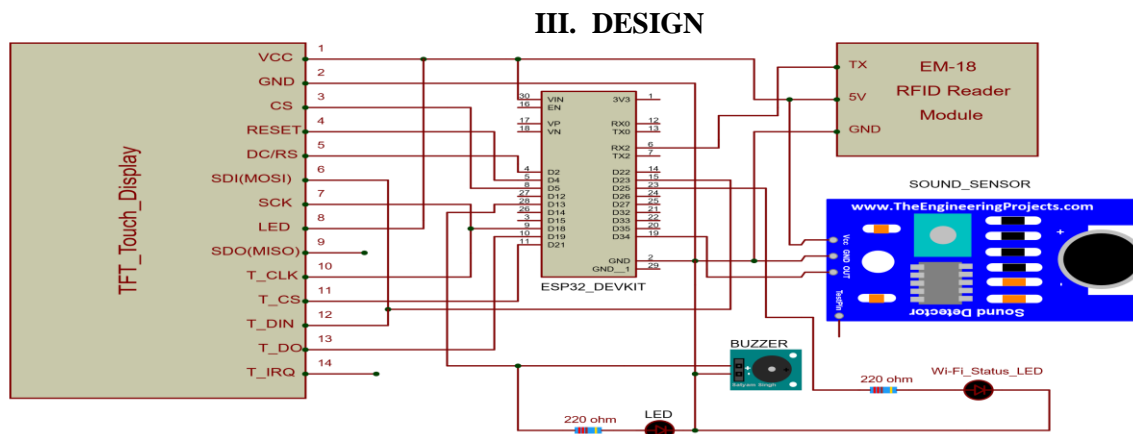 III. DESIGN
TFT_Touch_Display
VCC 1
GND 2
CS 3
RESET 4
DC/RS 5
SDI(MOSI) 6
SCK 7
LED 8
SDO(MISO) 9
T_CLK 10
T_CS 11
T_DIN 12
T_DO 13
T_IRQ 14
30 VIN
16 EN
17 VP
18 VN
4 D2
5 D4
8 D5
27 D12
28 D13
26 D14
3 D15
9 D18
10 D19
11 D21
3V3 1
RX0 12
TX0 13
RX2 6
TX2 7
D22 14
D23 15
D25 23
D26 24
D27 25
D32 21
D33 22
D35 20
D34 19
GND 2
GND__1 29
ESP32_DEVKIT
TX
5V
GND
EM-18
RFID Reader
Module
SOUND_SENSOR
www.TheEngineeringProjects.com
Vcc
GND
OUT
TestPin
+
-
Sound Detector
BUZZER
+
-
Satyam Singh
220 ohm
LED
220 ohm
Wi-Fi_Status_LED